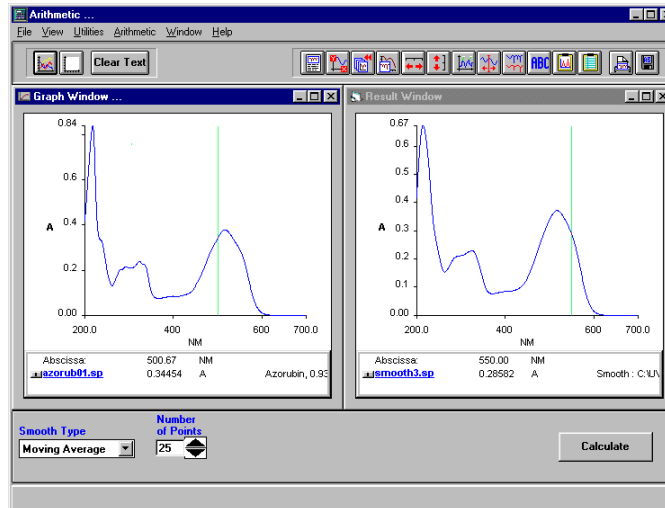 Arithmetic ...
File View Utilities Arithmetic Window Help
Clear Text
ABC
Graph Window ...
0.84
0.6
A
0.4
0.2
0.00
200.0 400 600 700.0
NM
Abscissa: 500.67 NM
azorub01.sp 0.34454 A Azorubin, 0.93
Result Window
0.67
0.6
0.5
0.4
A
0.3
0.2
0.1
0.00
200.0 400 600 700.0
NM
Abscissa: 550.00 NM
smooth3.sp 0.28582 A Smooth : C:\U\
Smooth Type
Moving Average
Number
of Points
25
Calculate